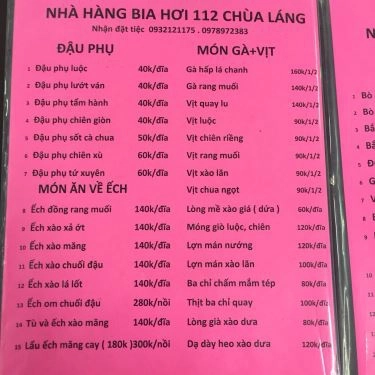 NHÀ HÀNG BIA HƠI 112 CHÙA LÁNG
Nhận đặt tiệc 0932121175 . 0978972383
ĐẬU PHỤ
1 Đậu phụ luộc 40k/đĩa
2 Đậu phụ lướt ván 40k/đĩa
3 Đậu phụ tẩm hành 40k/đĩa
4 Đậu phụ chiên giòn 40k/đĩa
5 Đậu phụ sốt cà chua 50k/đĩa
6 Đậu phụ chiên xù 60k/đĩa
7 Đậu phụ tứ xuyên 60k/đĩa
MÓN ĂN VỀ ẾCH
8 Ếch đồng rang muối 140k/đĩa
9 Ếch xào xả ớt 140k/đĩa
10 Ếch xào măng 140k/đĩa
11 Ếch xào chuối đậu 140k/đĩa
12 Ếch xào lá lốt 140k/đĩa
13 Ếch om chuối đậu 280k/nồi
14 Tù và ếch xào măng 140k/đĩa
15 Lẩu ếch măng cay ( 180k )300k/nồi
MÓN GÀ+VỊT
Gà hấp lá chanh 160k/1/2
Gà rang muối
Vịt quay lu
Vịt luộc 90k/1/2
Vịt chiên riềng 90k/1/2
Vịt rang muối 90k/1/2
Vịt xào lăn 90k/1/2
Vịt chua ngọt 90k/1/2
Lòng mề xào giá ( dứa ) 60k/đĩa
Móng giò luộc, chiên 120k/đĩa
Lợn mán nướng 120k/đĩa
Lợn mán xào lăn 100k/đĩa
Ba chỉ chấm mắm tép 80k/đĩa
Thịt ba chỉ quay 100k/đĩa
Lòng già xào dưa 80k/đĩa
Dạ dày heo xào dưa 120k/đĩa